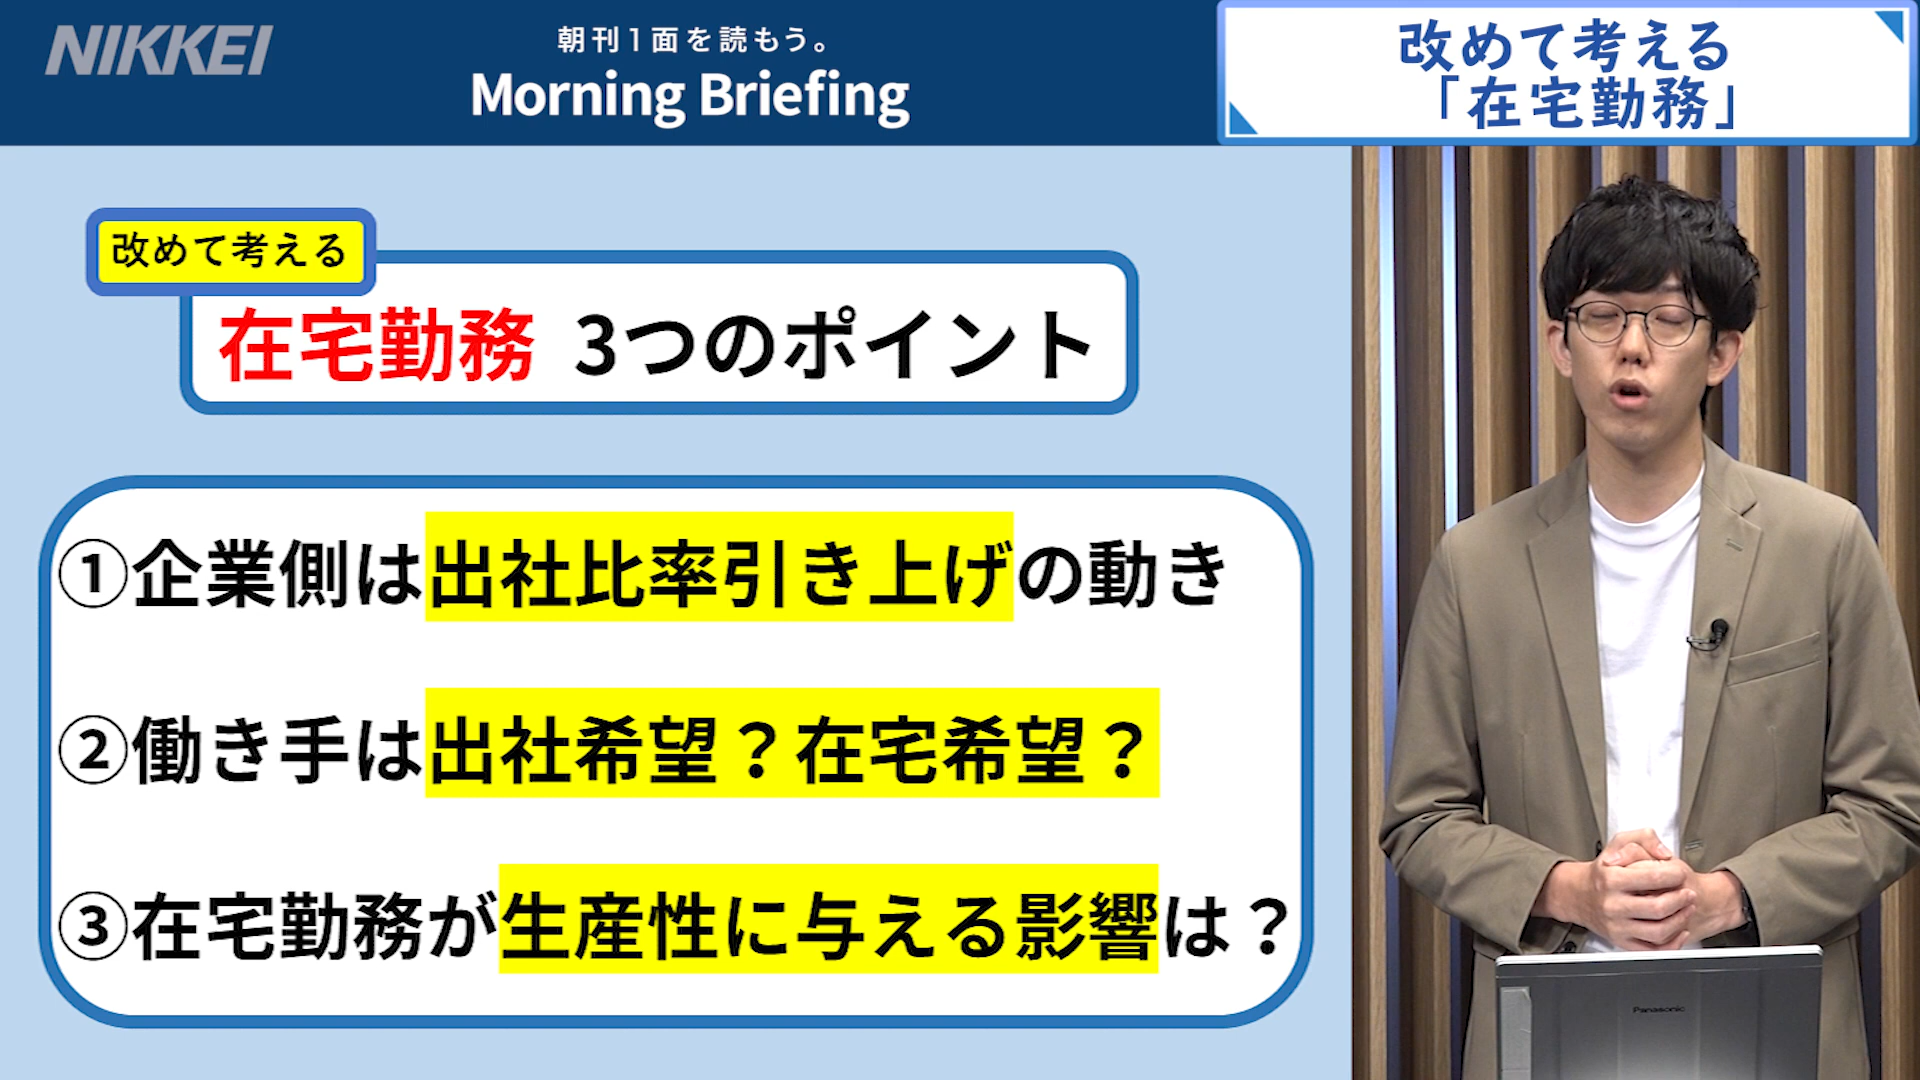 NIKKEI
朝刊1面を読もう。
Morning Briefing
改めて考える
「在宅勤務」
改めて考える
在宅勤務 3つのポイント
①企業側は出社比率引き上げの動き
②働き手は出社希望？在宅希望？
③在宅勤務が生産性に与える影響は？
Panasonic